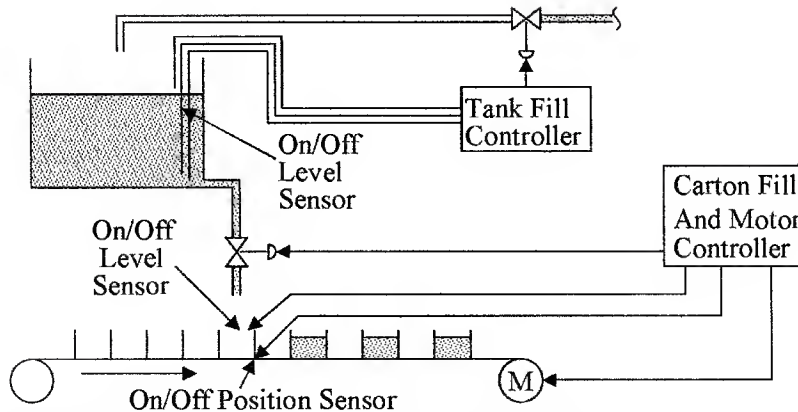 Tank Fill
Controller
On/Off
Level
Sensor
Carton Fill
And Motor
Controller
On/Off
Level
Sensor
M
On/Off Position Sensor